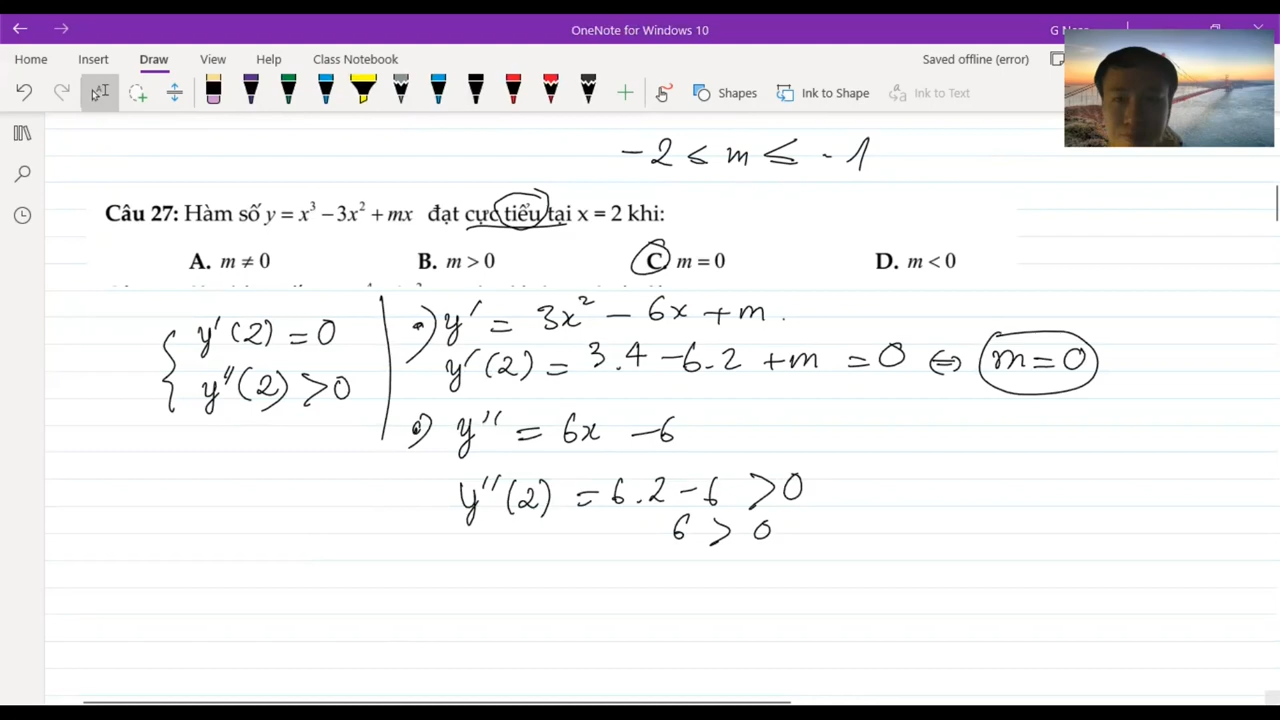 OneNote for Windows 10
Home Insert Draw View Help Class Notebook
Saved offline (error)
Shapes Ink to Shape Ink to Text
-2 ≤ m ≤ -1
Câu 27: Hàm số y = x³ − 3x² + mx đạt cực tiểu tại x = 2 khi:
A. m ≠ 0 B. m > 0 C. m = 0 D. m < 0
y'(2) = 0
y''(2) > 0
•) y' = 3x² − 6x + m.
y'(2) = 3.4 − 6.2 + m = 0 ⇔ m = 0
•) y'' = 6x − 6
y''(2) = 6.2 − 6 > 0
6 > 0